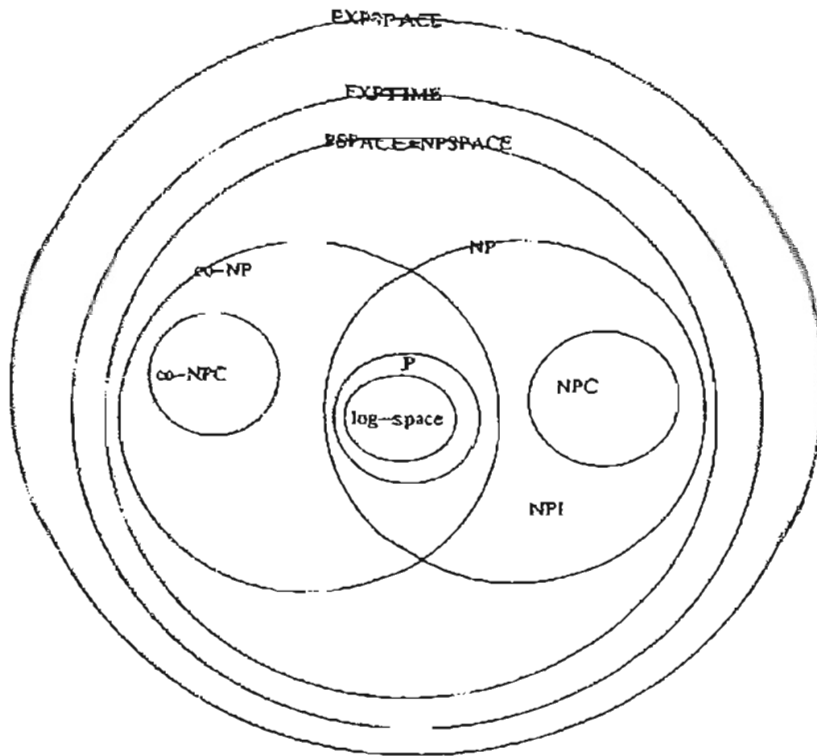 EXPSPACE
EXPTIME
PSPACE=NPSPACE
NP
co-NP
P
co-NPC
NPC
log-space
NPI